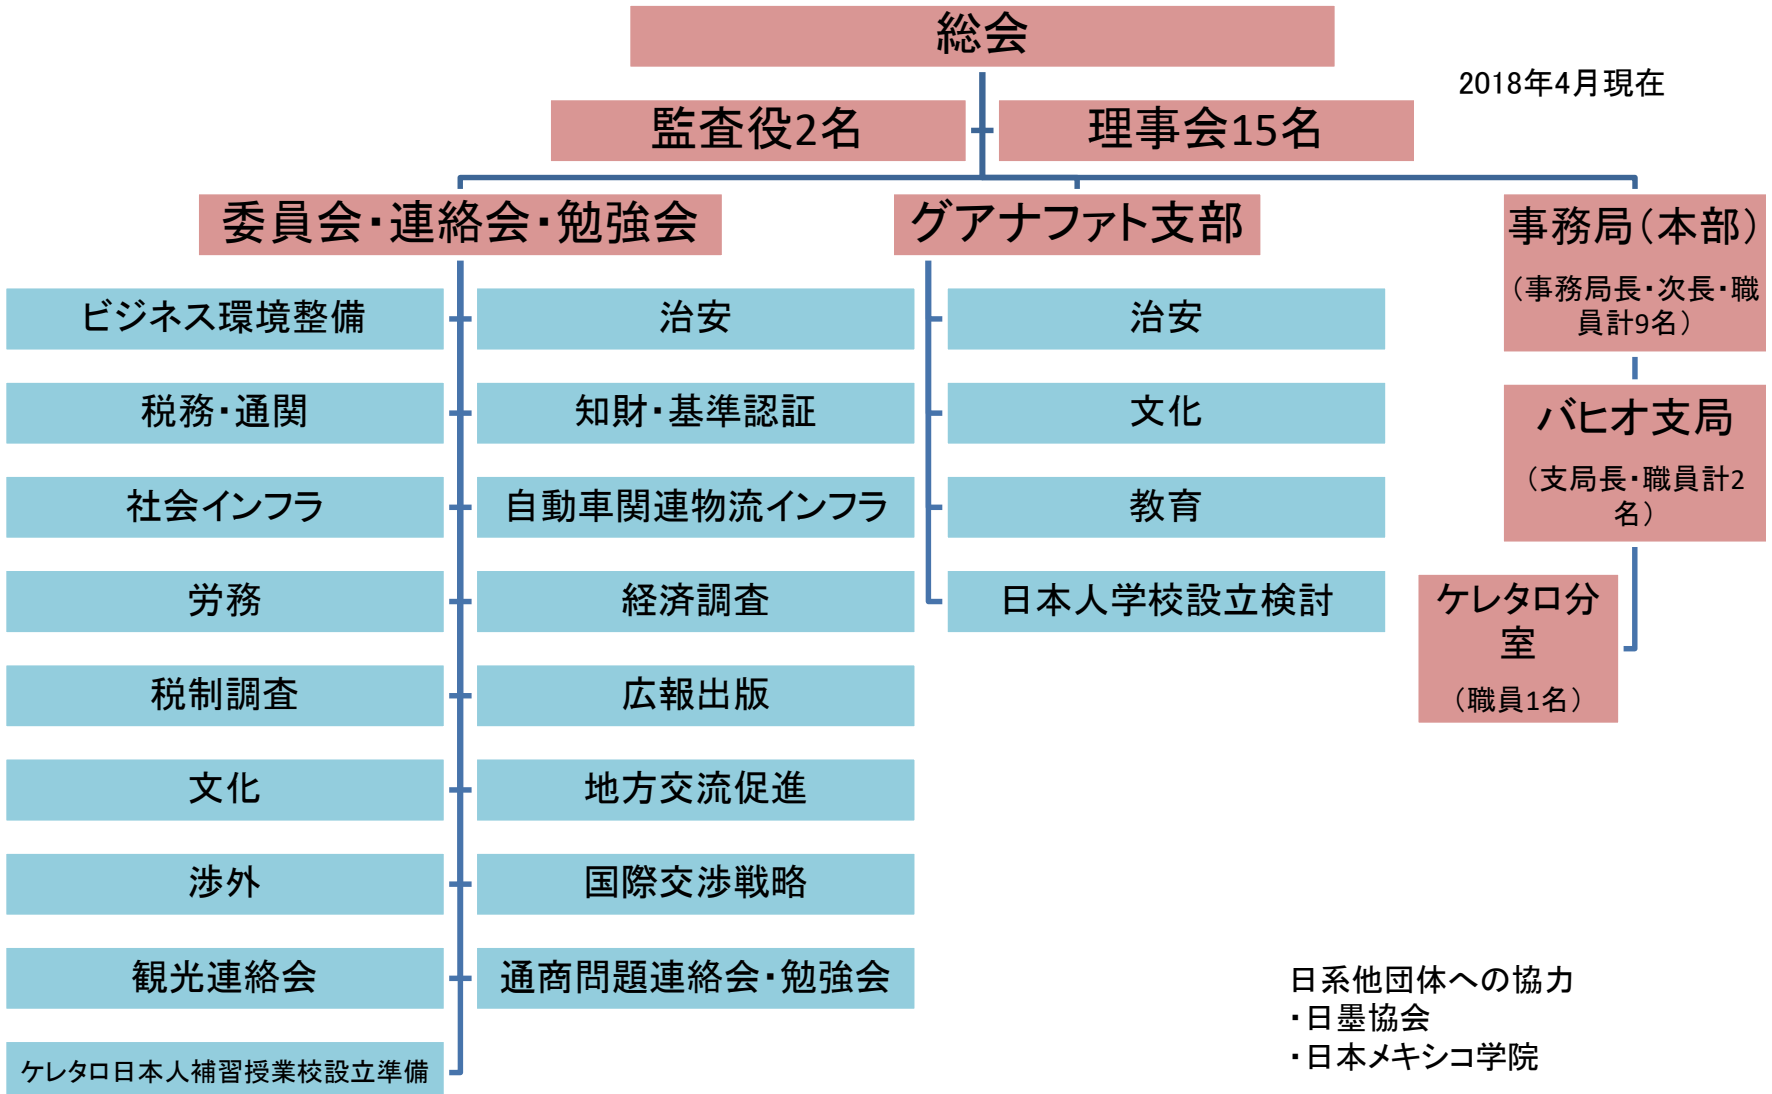 総会
2018年4月現在
監査役2名
理事会15名
委員会・連絡会・勉強会
グアナファト支部
事務局（本部）
（事務局長・次長・職
員計9名）
ビジネス環境整備
治安
治安
税務・通関
知財・基準認証
文化
バヒオ支局
（支局長・職員計2
名）
社会インフラ
自動車関連物流インフラ
教育
労務
経済調査
日本人学校設立検討
ケレタロ分
室
（職員1名）
税制調査
広報出版
文化
地方交流促進
渉外
国際交渉戦略
観光連絡会
通商問題連絡会・勉強会
ケレタロ日本人補習授業校設立準備
日系他団体への協力
・日墨協会
・日本メキシコ学院